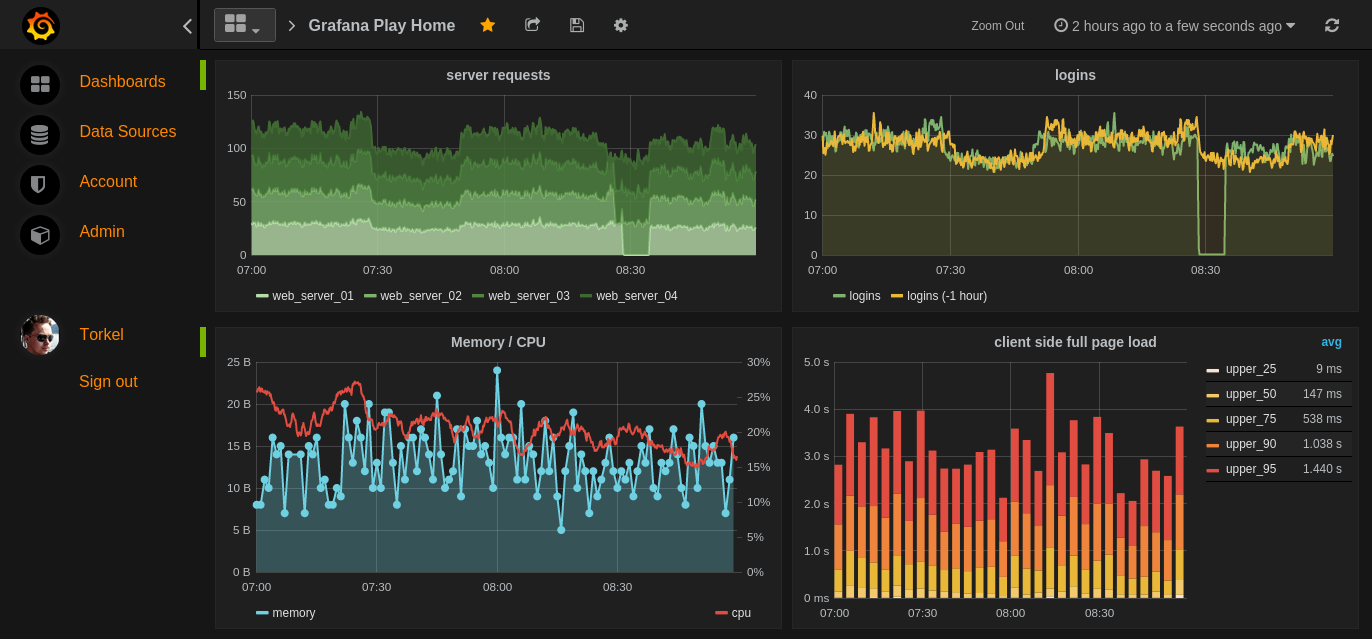 Grafana Play Home
Zoom Out
2 hours ago to a few seconds ago
Dashboards
Data Sources
Account
Admin
Torkel
Sign out
server requests
150
100
50
0
07:00 07:30 08:00 08:30
web_server_01 web_server_02 web_server_03 web_server_04
logins
40
30
20
10
0
07:00 07:30 08:00 08:30
logins logins (-1 hour)
Memory / CPU
25 B 30%
20 B 25%
15 B 20%
10 B 15%
5 B 10%
0 B 5%
0%
07:00 07:30 08:00 08:30
memory cpu
client side full page load
5.0 s
4.0 s
3.0 s
2.0 s
1.0 s
0 ms
07:00 07:30 08:00 08:30
avg
upper_25 9 ms
upper_50 147 ms
upper_75 538 ms
upper_90 1.038 s
upper_95 1.440 s